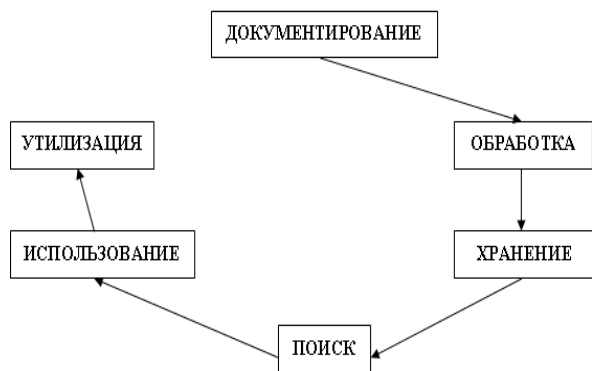 ДОКУМЕНТИРОВАНИЕ
УТИЛИЗАЦИЯ
ОБРАБОТКА
ИСПОЛЬЗОВАНИЕ
ХРАНЕНИЕ
ПОИСК